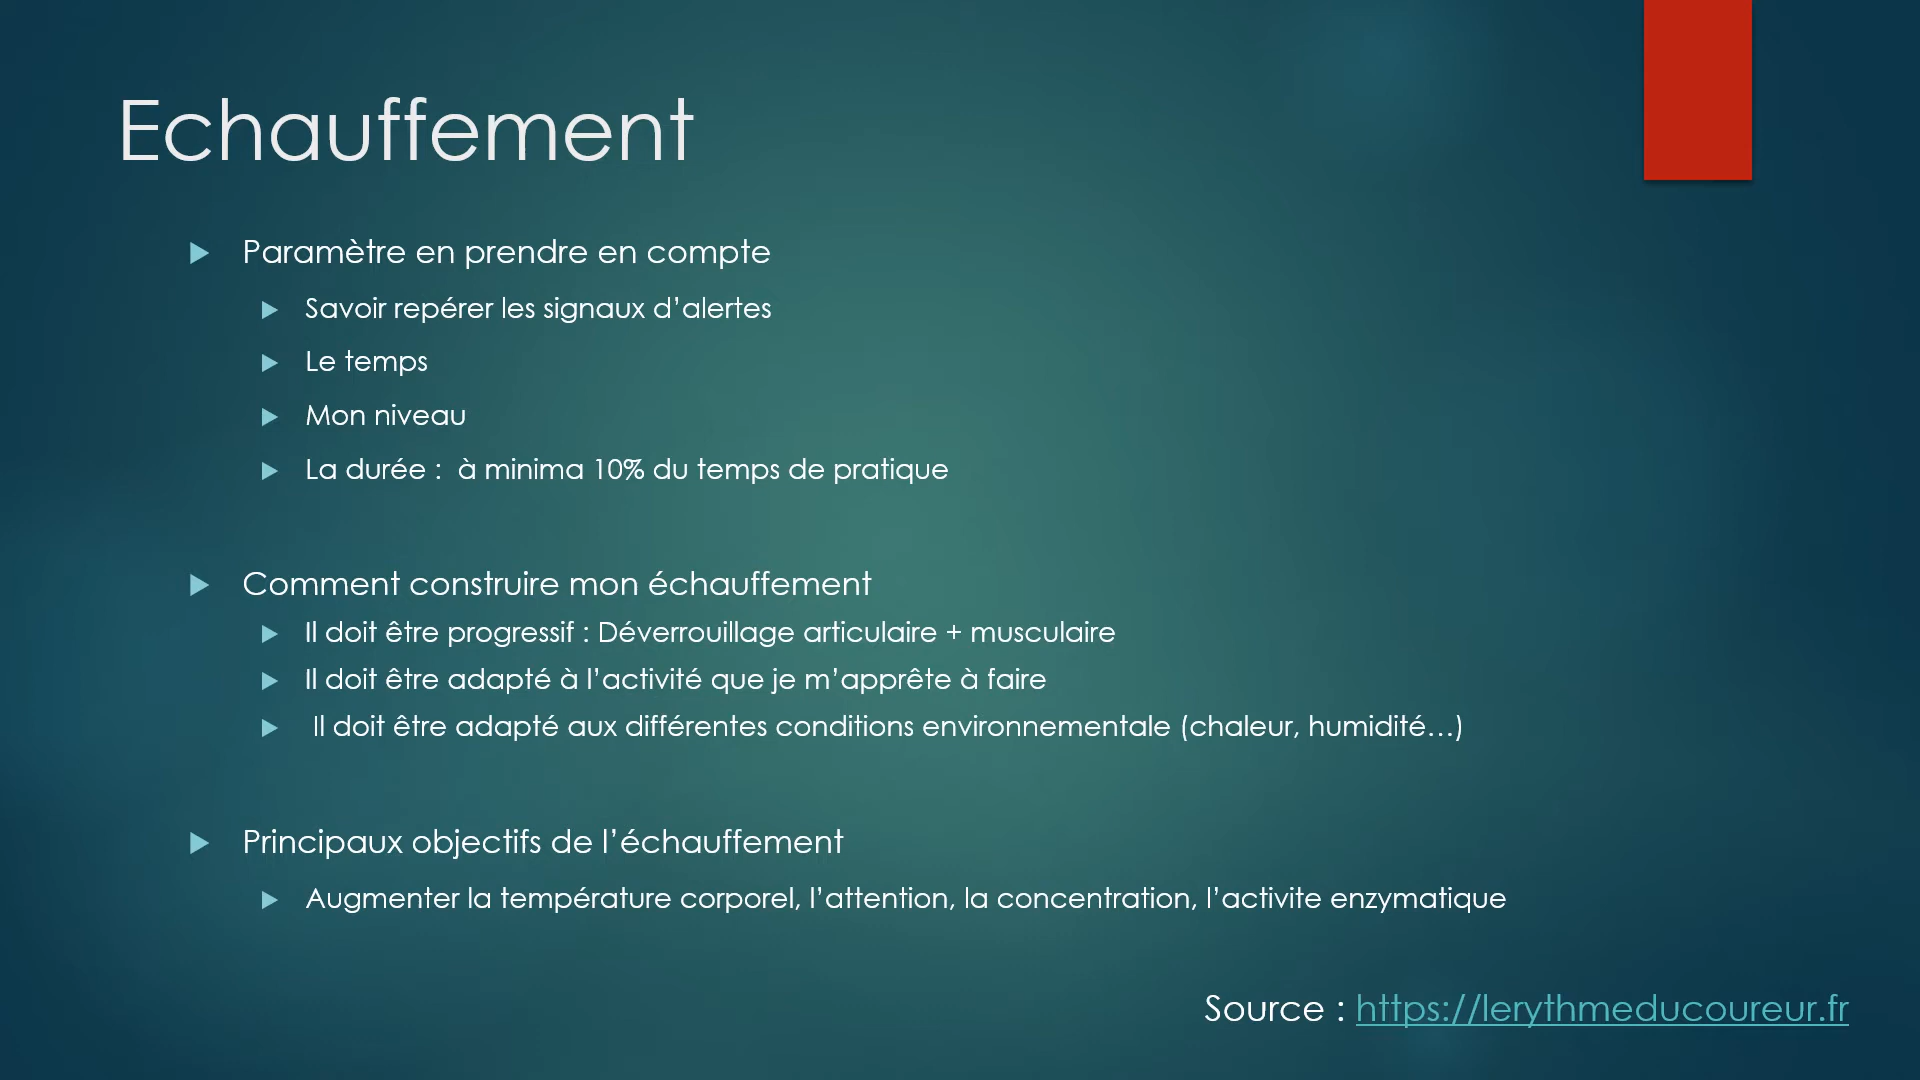 Echauffement
Paramètre en prendre en compte
Savoir repérer les signaux d’alertes
Le temps
Mon niveau
La durée :  à minima 10% du temps de pratique
Comment construire mon échauffement
Il doit être progressif : Déverrouillage articulaire + musculaire
Il doit être adapté à l’activité que je m’apprête à faire
Il doit être adapté aux différentes conditions environnementale (chaleur, humidité…)
Principaux objectifs de l’échauffement
Augmenter la température corporel, l’attention, la concentration, l’activite enzymatique
Source : https://lerythmeducoureur.fr